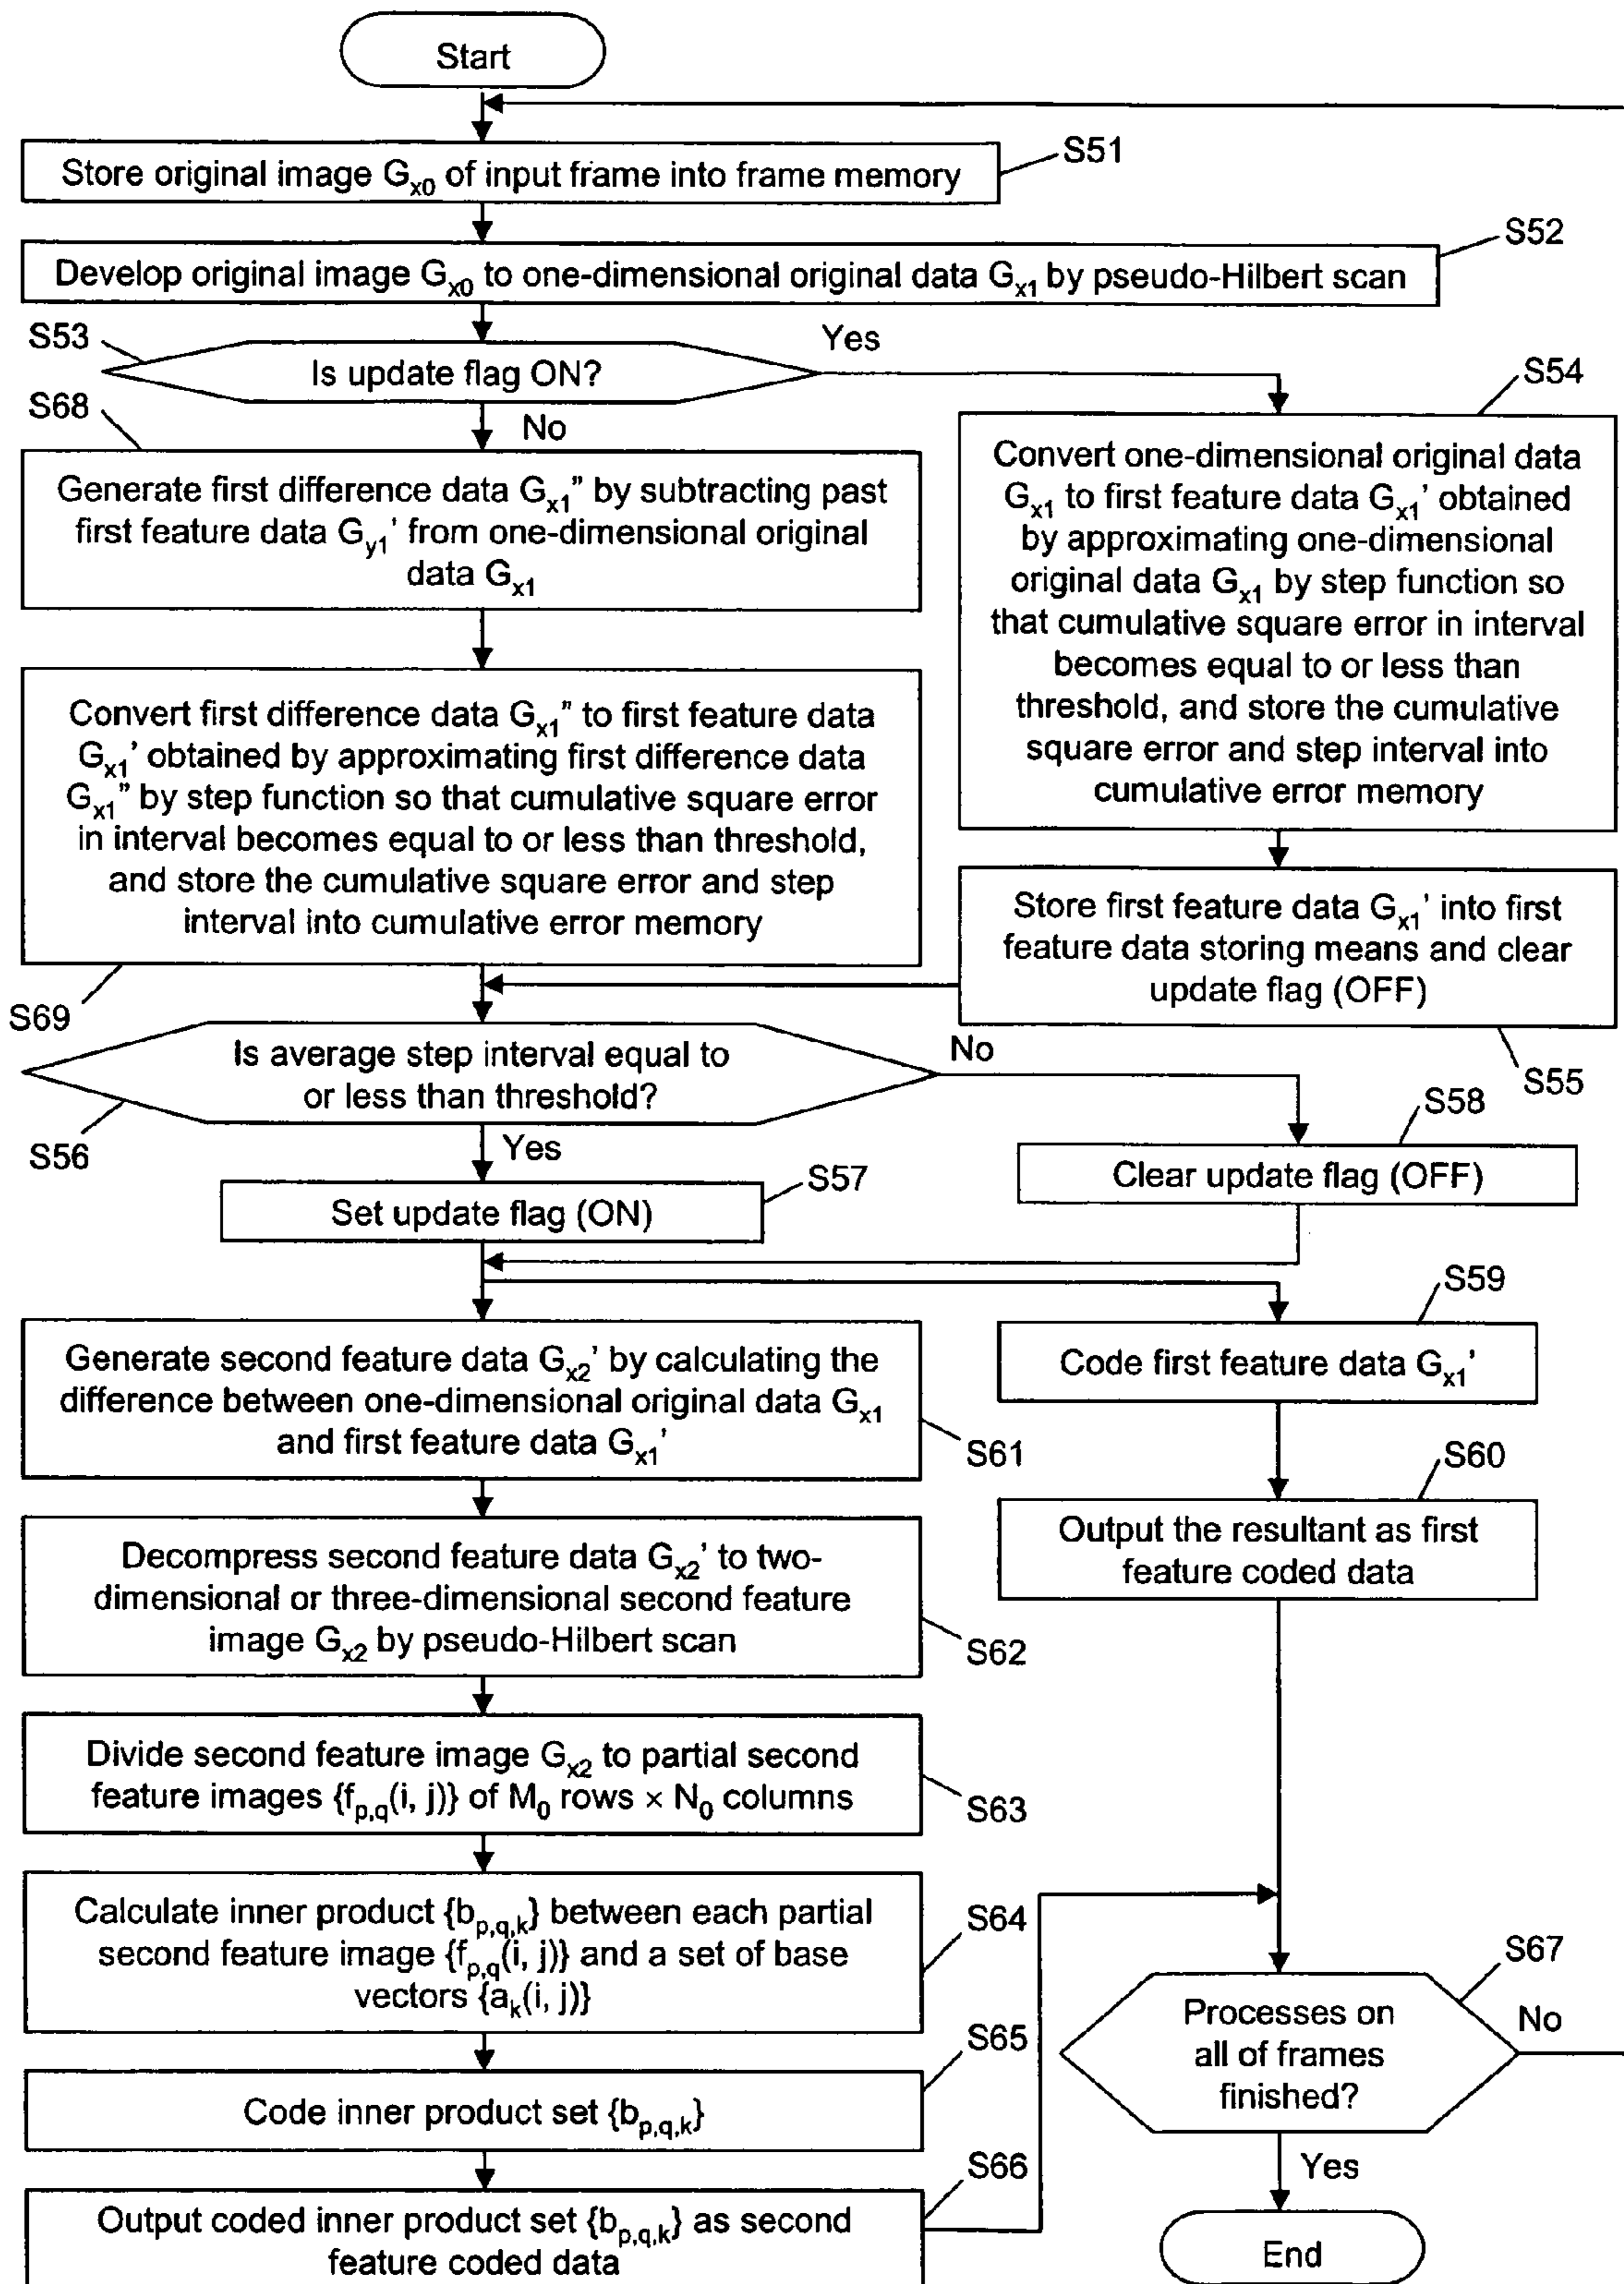 Start
S51
Store original image Gx0 of input frame into frame memory
S52
Develop original image Gx0 to one-dimensional original data Gx1 by pseudo-Hilbert scan
S53
Is update flag ON?
Yes
No
S68
Generate first difference data Gx1" by subtracting past
first feature data Gy1' from one-dimensional original
data Gx1
S54
Convert one-dimensional original data
Gx1 to first feature data Gx1' obtained
by approximating one-dimensional
original data Gx1 by step function so
that cumulative square error in interval
becomes equal to or less than
threshold, and store the cumulative
square error and step interval into
cumulative error memory
Convert first difference data Gx1" to first feature data
Gx1' obtained by approximating first difference data
Gx1" by step function so that cumulative square error
in interval becomes equal to or less than threshold,
and store the cumulative square error and step
interval into cumulative error memory
S69
Store first feature data Gx1' into first
feature data storing means and clear
update flag (OFF)
S55
Is average step interval equal to
or less than threshold?
No
S56
Yes
S58
Clear update flag (OFF)
S57
Set update flag (ON)
S59
Code first feature data Gx1'
Generate second feature data Gx2' by calculating the
difference between one-dimensional original data Gx1
and first feature data Gx1'
S61
S60
Output the resultant as first
feature coded data
Decompress second feature data Gx2' to two-
dimensional or three-dimensional second feature
image Gx2 by pseudo-Hilbert scan
S62
Divide second feature image Gx2 to partial second
feature images {fp,q(i, j)} of M0 rows × N0 columns
S63
Calculate inner product {bp,q,k} between each partial
second feature image {fp,q(i, j)} and a set of base
vectors {ak(i, j)}
S64
S65
Code inner product set {bp,q,k}
S66
Output coded inner product set {bp,q,k} as second
feature coded data
S67
Processes on
all of frames
finished?
No
Yes
End